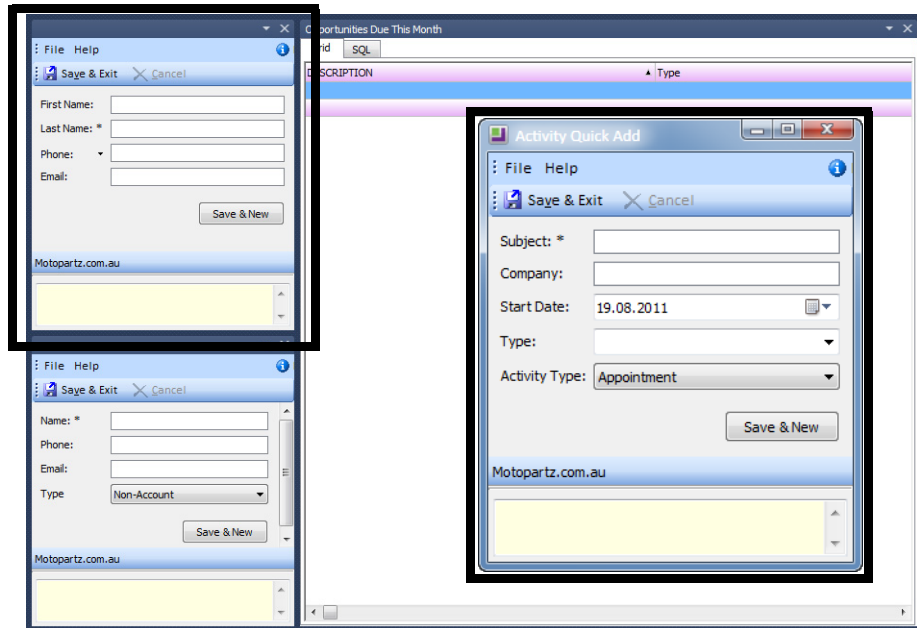 File Help
Save & Exit Cancel
First Name:
Last Name: *
Phone:
Email:
Save & New
Motopartz.com.au
File Help
Save & Exit Cancel
Name: *
Phone:
Email:
Type Non-Account
Save & New
Motopartz.com.au
Opportunities Due This Month
SQL
Type
Activity Quick Add
File Help
Save & Exit Cancel
Subject: *
Company:
Start Date: 19.08.2011
Type:
Activity Type: Appointment
Save & New
Motopartz.com.au